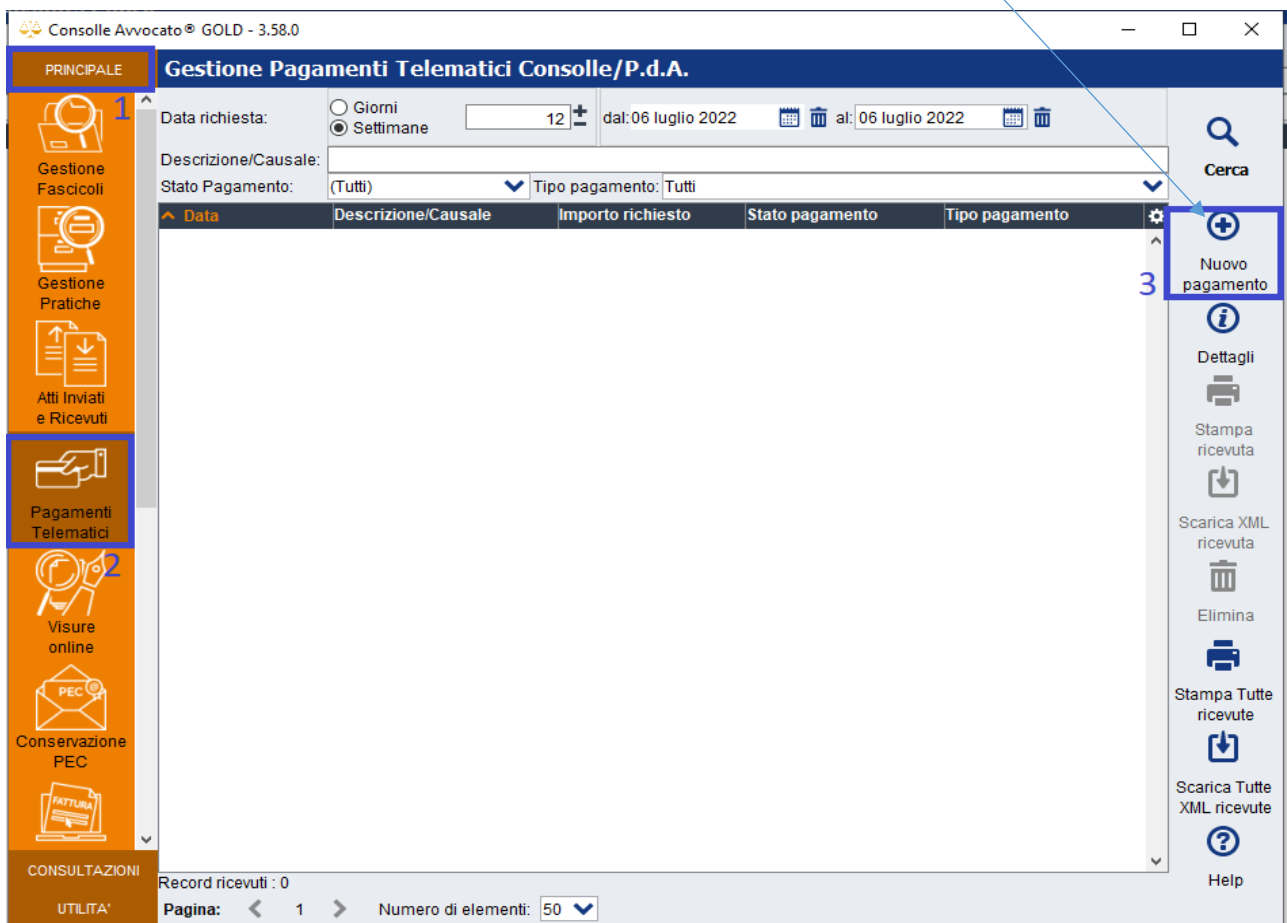 Consolle Avvocato® GOLD - 3.58.0
PRINCIPALE
1
Gestione Pagamenti Telematici Consolle/P.d.A.
Data richiesta:
Giorni
Settimane
12
dal: 06 luglio 2022
al: 06 luglio 2022
Descrizione/Causale:
Stato Pagamento:
(Tutti)
Tipo pagamento: Tutti
Data
Descrizione/Causale
Importo richiesto
Stato pagamento
Tipo pagamento
Gestione
Fascicoli
Gestione
Pratiche
Atti Inviati
e Ricevuti
Pagamenti
Telematici
2
Visure
online
PEC
Conservazione
PEC
FATTURA
CONSULTAZIONI
UTILITA'
Record ricevuti : 0
Pagina:
1
Numero di elementi: 50
Cerca
Nuovo
pagamento
3
Dettagli
Stampa
ricevuta
Scarica XML
ricevuta
Elimina
Stampa Tutte
ricevute
Scarica Tutte
XML ricevute
Help